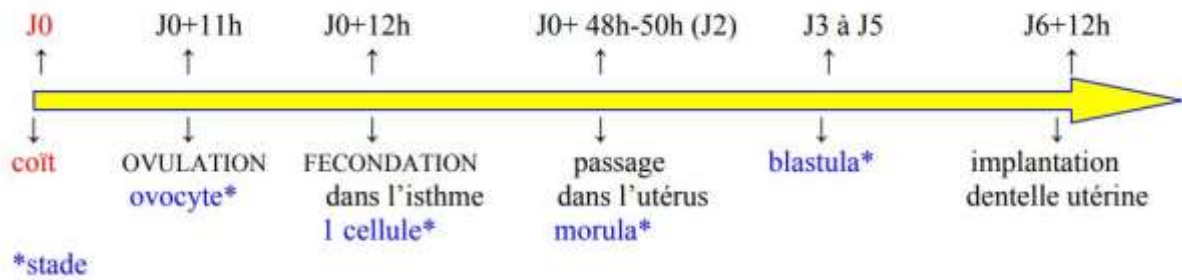 J0 J0+11h J0+12h J0+ 48h-50h (J2) J3 à J5 J6+12h
coït OVULATION FECONDATION passage blastula* implantation
ovocyte* dans l'isthme dans l'utérus dentelle utérine
1 cellule* morula*
*stade